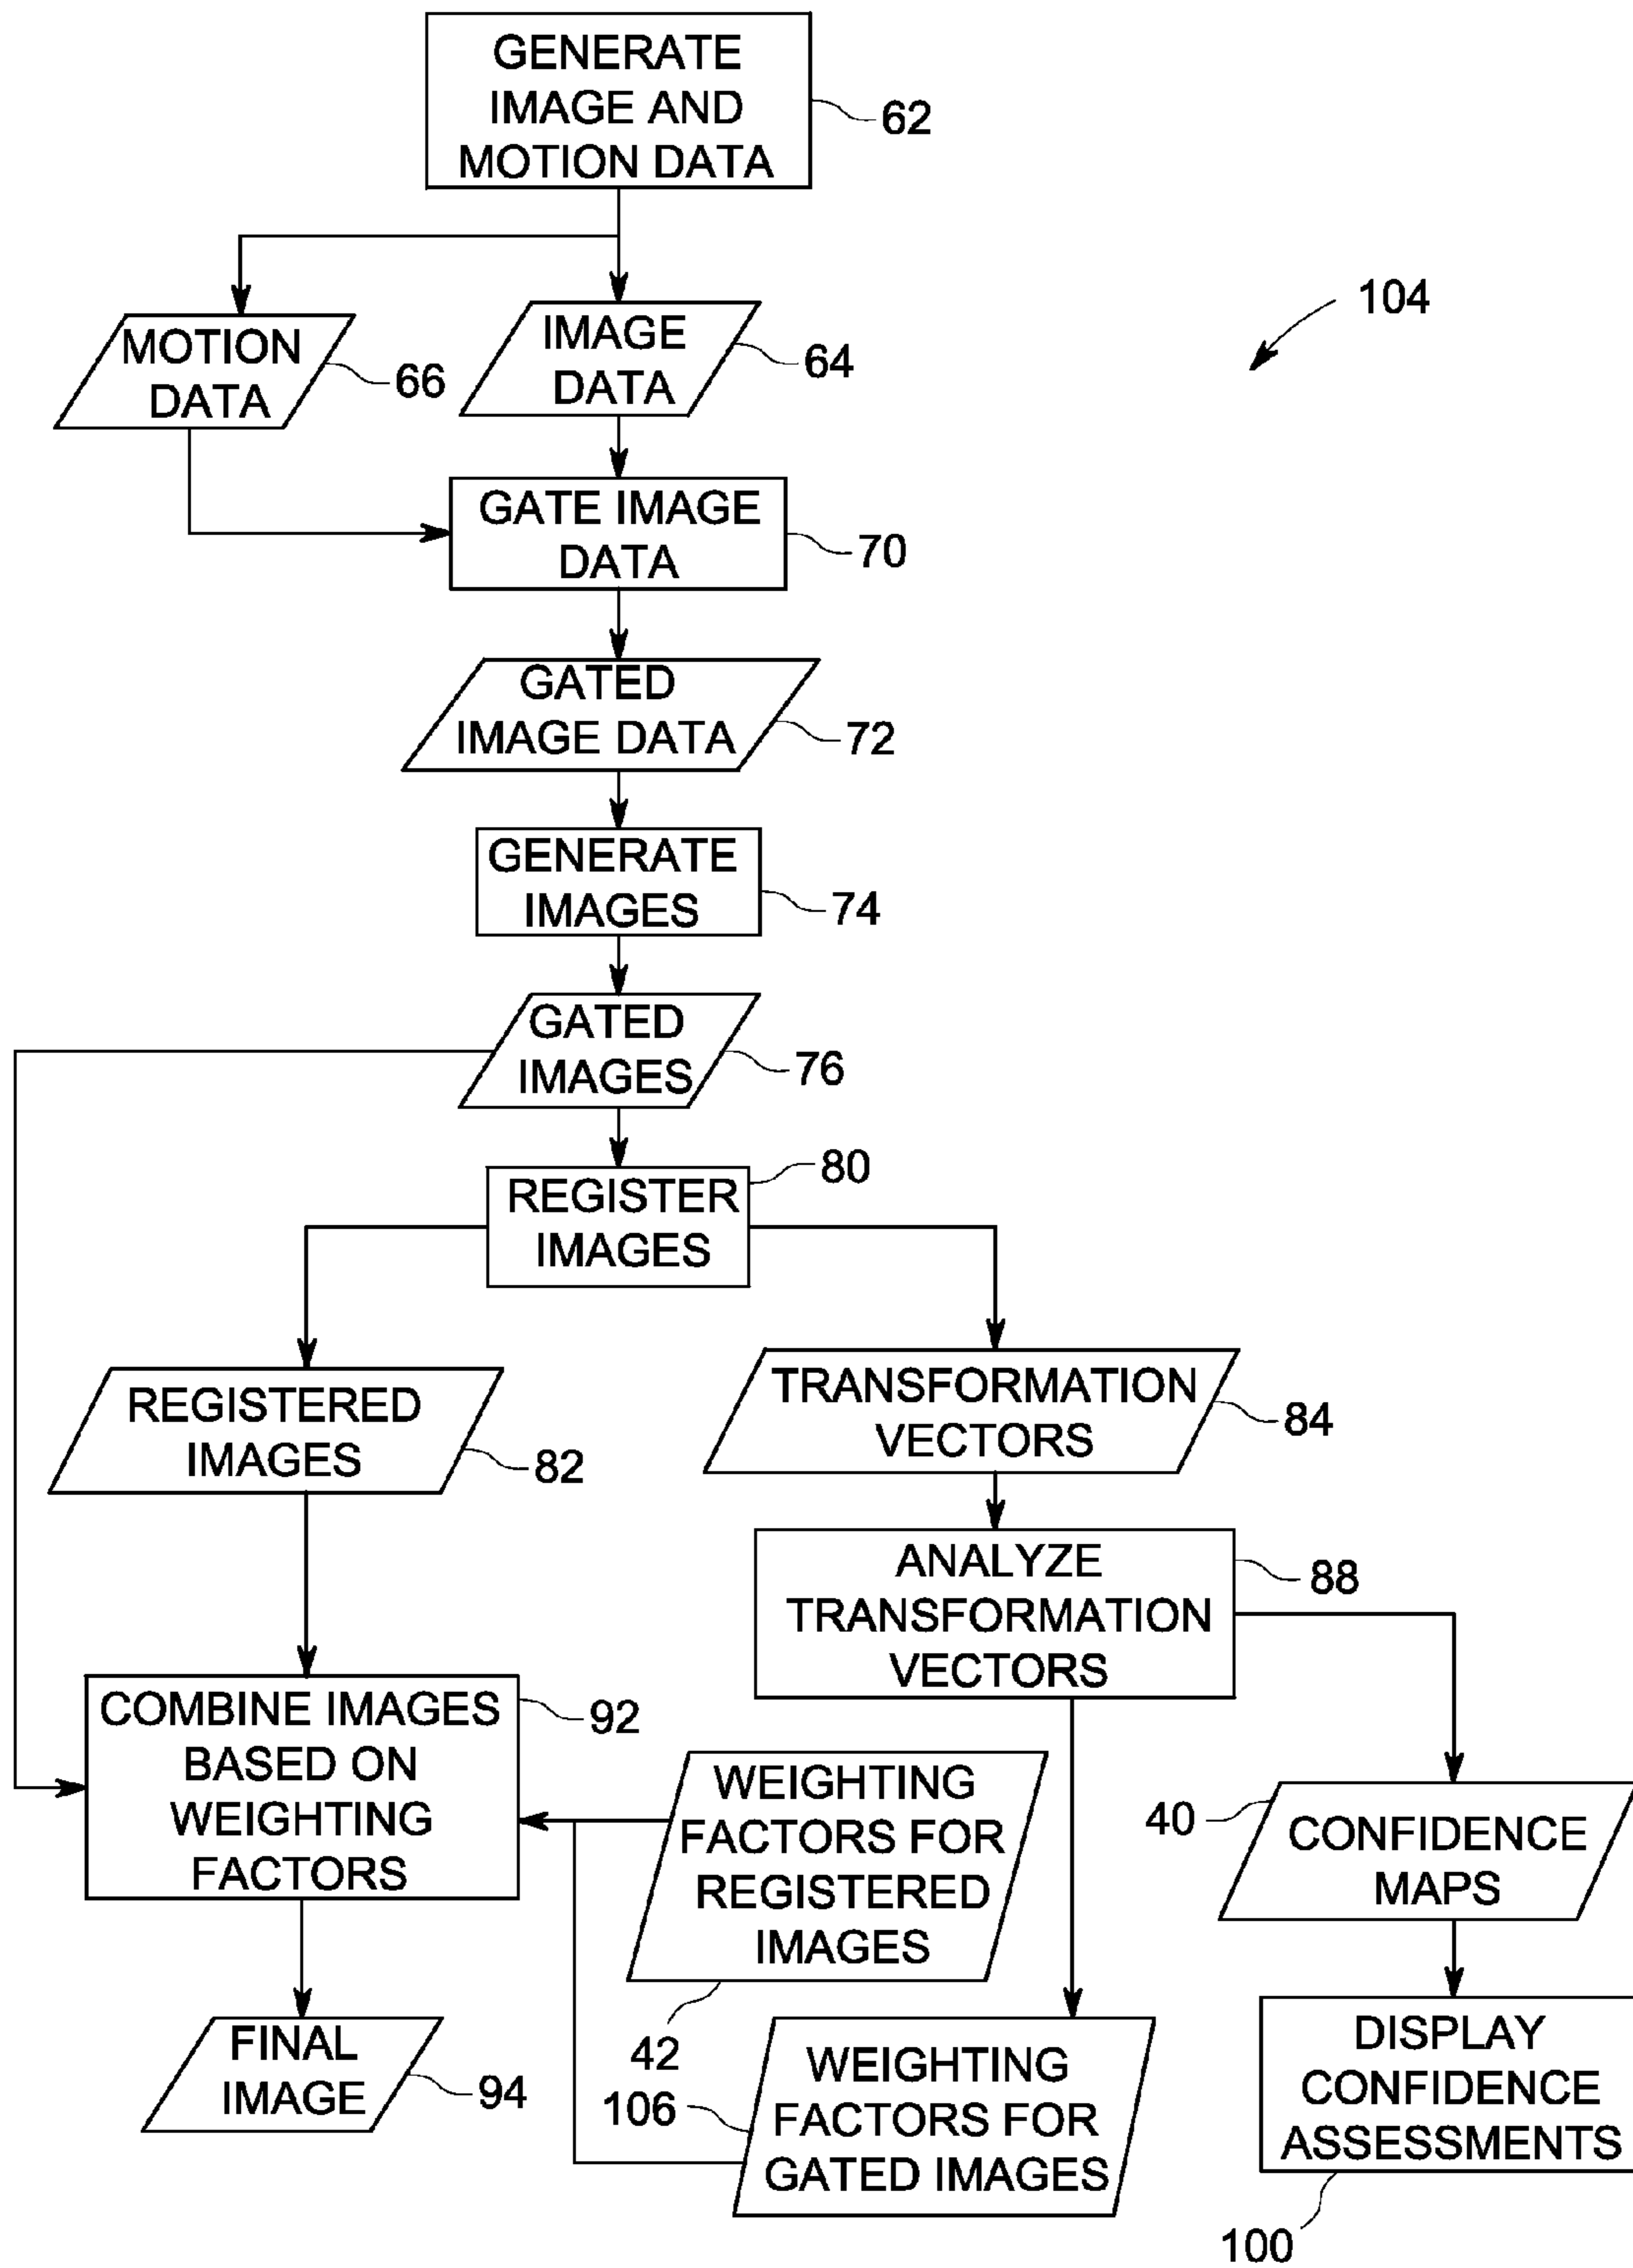 GENERATE
IMAGE AND
MOTION DATA
62
104
MOTION
DATA
66
IMAGE
DATA
64
GATE IMAGE
DATA
70
GATED
IMAGE DATA
72
GENERATE
IMAGES
74
GATED
IMAGES
76
REGISTER
IMAGES
80
REGISTERED
IMAGES
82
TRANSFORMATION
VECTORS
84
ANALYZE
TRANSFORMATION
VECTORS
88
COMBINE IMAGES
BASED ON
WEIGHTING
FACTORS
92
WEIGHTING
FACTORS FOR
REGISTERED
IMAGES
42
40
CONFIDENCE
MAPS
FINAL
IMAGE
94
106
WEIGHTING
FACTORS FOR
GATED IMAGES
DISPLAY
CONFIDENCE
ASSESSMENTS
100